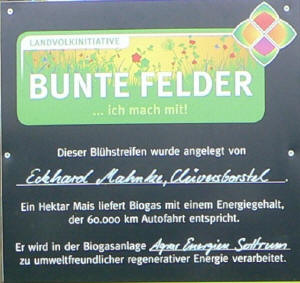 LANDVOLKINITIATIVE
BUNTE FELDER
... ich mach mit!
Dieser Blühstreifen wurde angelegt von
Eckhard Mahnke, Clüversborstel
Ein Hektar Mais liefert Biogas mit einem Energiegehalt,
der 60.000 km Autofahrt entspricht.
Er wird in der Biogasanlage Agrar Energien Sottrum
zu umweltfreundlicher regenerativer Energie verarbeitet.